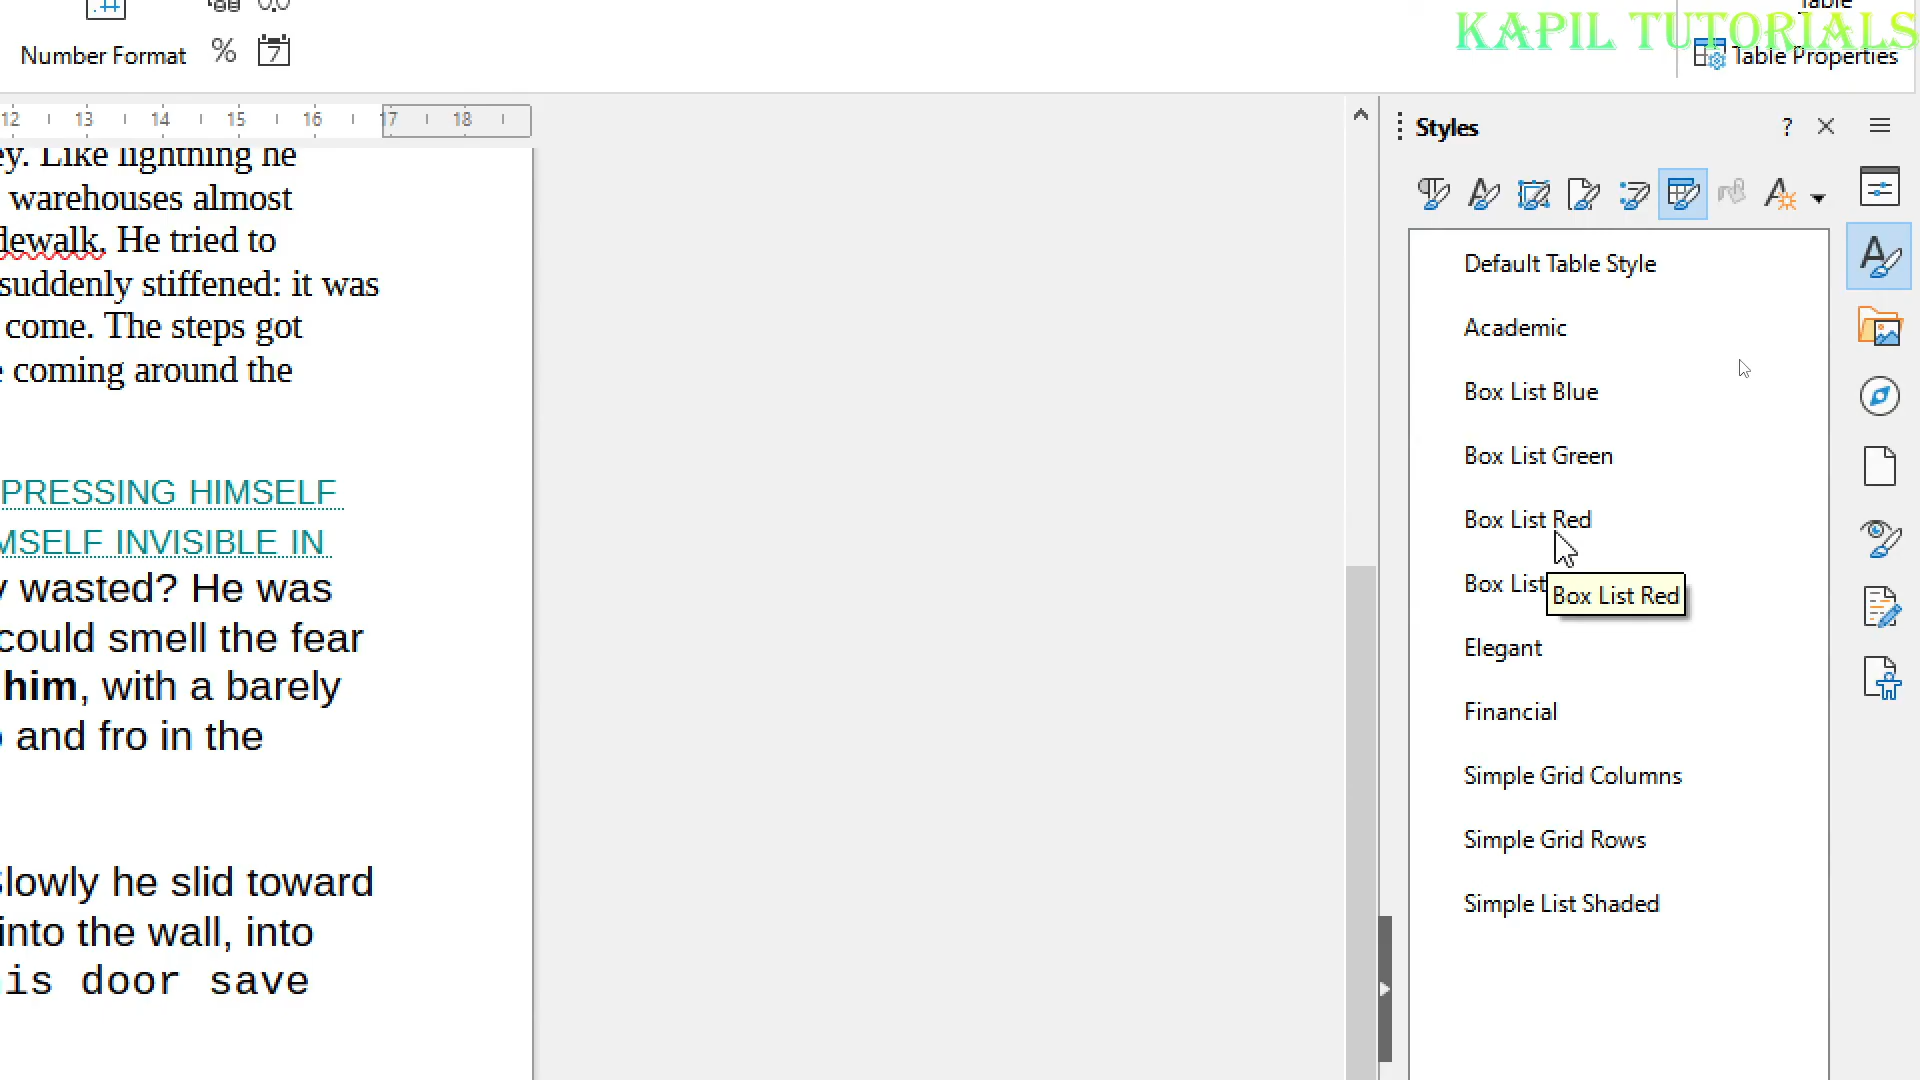 Table
KAPIL TUTORIALS
Number Format % 7
Table Properties
12 13 14 15 16 17 18
Styles ?
ey. Like lightning he
warehouses almost
dewalk. He tried to
suddenly stiffened: it was
come. The steps got
e coming around the
PRESSING HIMSELF
MSELF INVISIBLE IN
y wasted? He was
could smell the fear
him, with a barely
o and fro in the
Slowly he slid toward
into the wall, into
is door save
Default Table Style
Academic
Box List Blue
Box List Green
Box List Red
Box List
Box List Red
Elegant
Financial
Simple Grid Columns
Simple Grid Rows
Simple List Shaded